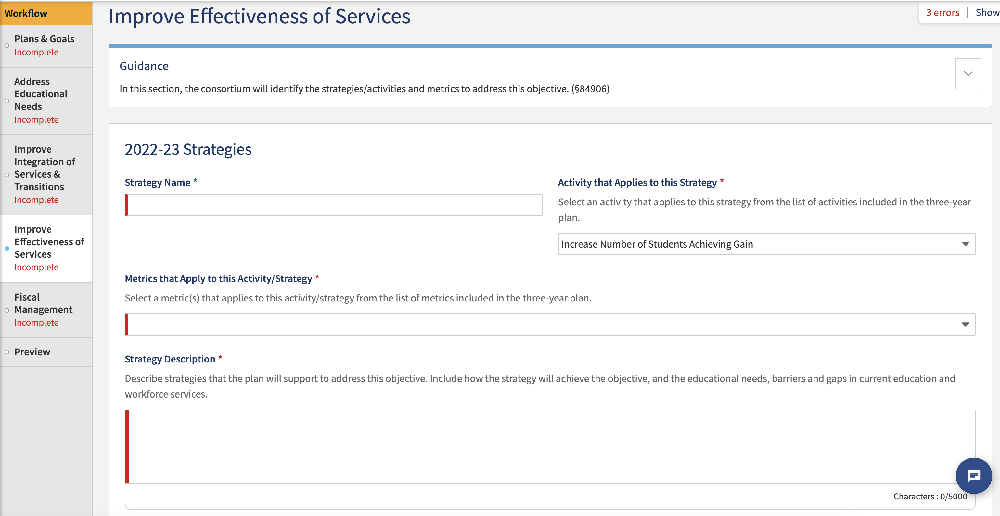 Workflow
Plans & Goals
Incomplete
Address
Educational
Needs
Incomplete
Improve
Integration of
Services &
Transitions
Incomplete
Improve
Effectiveness of
Services
Incomplete
Fiscal
Management
Incomplete
Preview
Improve Effectiveness of Services
3 errors | Show
Guidance
In this section, the consortium will identify the strategies/activities and metrics to address this objective. (§84906)
2022-23 Strategies
Strategy Name *
Activity that Applies to this Strategy *
Select an activity that applies to this strategy from the list of activities included in the three-year
plan.
Increase Number of Students Achieving Gain
Metrics that Apply to this Activity/Strategy *
Select a metric(s) that applies to this activity/strategy from the list of metrics included in the three-year plan.
Strategy Description *
Describe strategies that the plan will support to address this objective. Include how the strategy will achieve the objective, and the educational needs, barriers and gaps in current education and
workforce services.
Characters : 0/5000